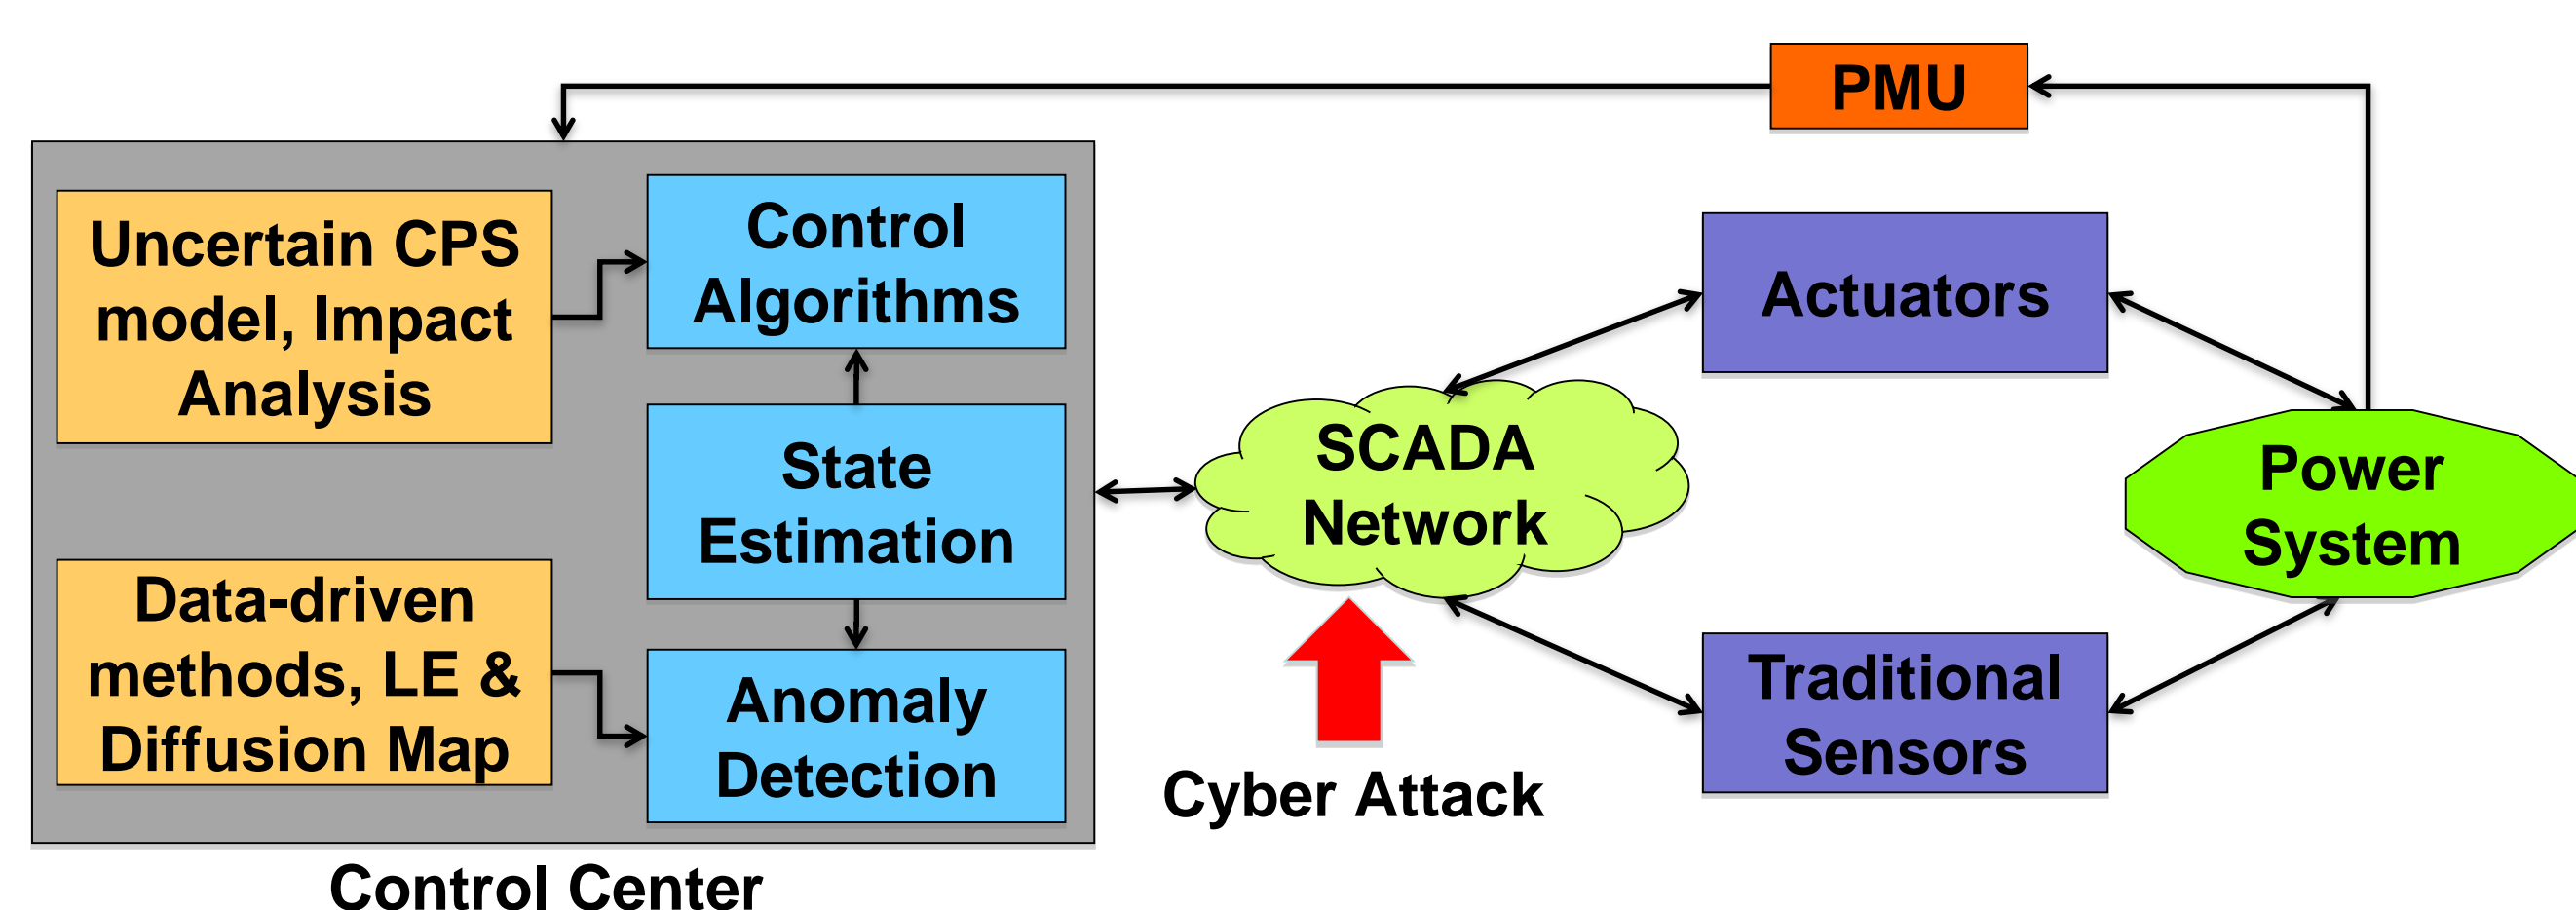 PMU
Uncertain CPS
model, Impact
Analysis
Control
Algorithms
State
Estimation
Data-driven
methods, LE &
Diffusion Map
Anomaly
Detection
Control Center
SCADA
Network
Cyber Attack
Actuators
Traditional
Sensors
Power
System